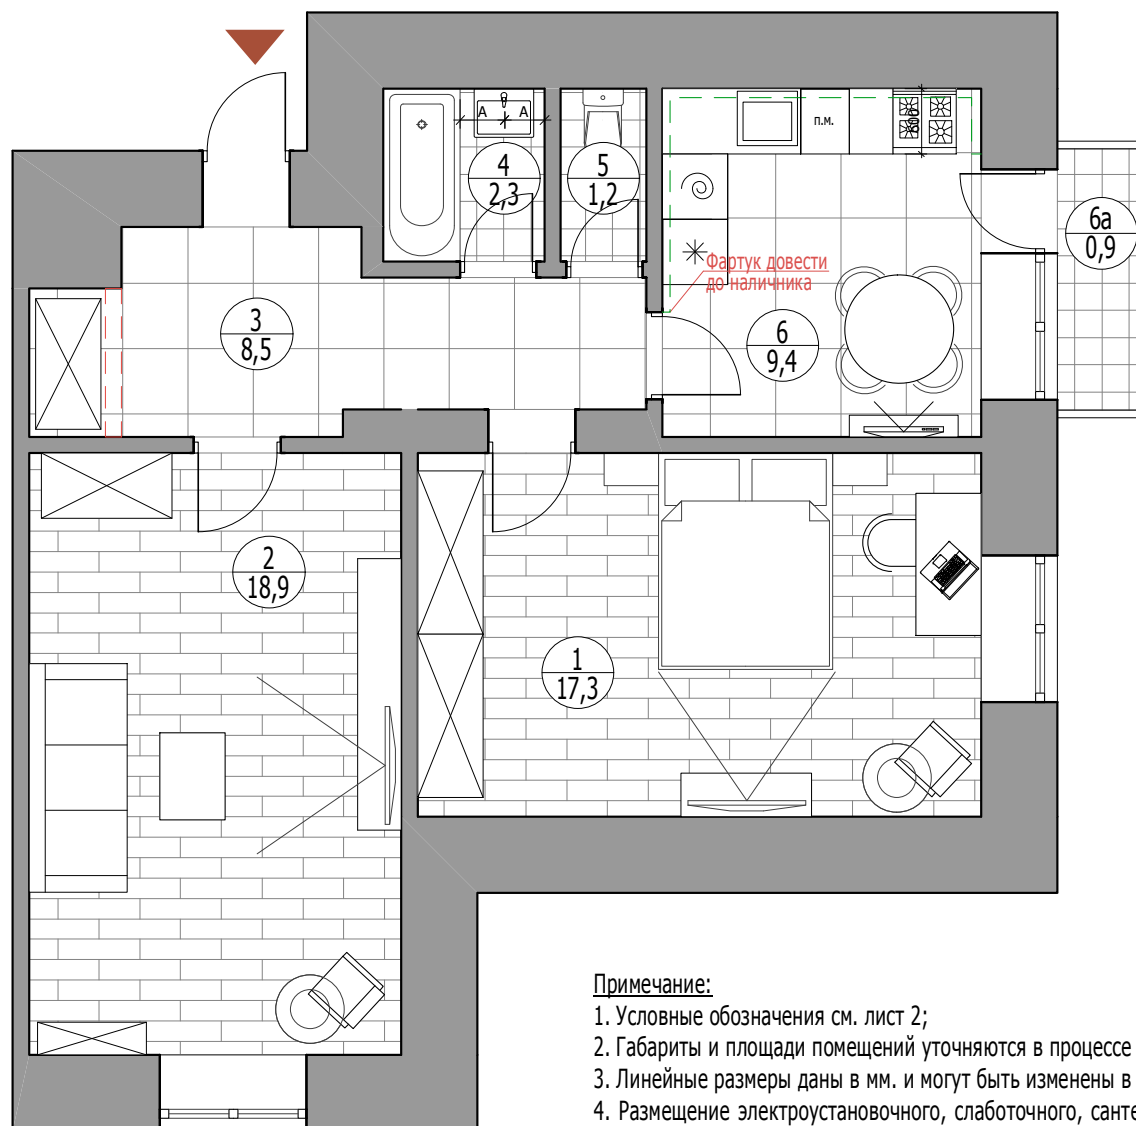 А А
4
2,3
5
1,2
п.м.
600
6а
0,9
Фартук довести
до наличника
3
8,5
6
9,4
2
18,9
1
17,3
Примечание:
1. Условные обозначения см. лист 2;
2. Габариты и площади помещений уточняются в процессе
3. Линейные размеры даны в мм. и могут быть изменены в
4. Размещение электроустановочного, слаботочного, санте